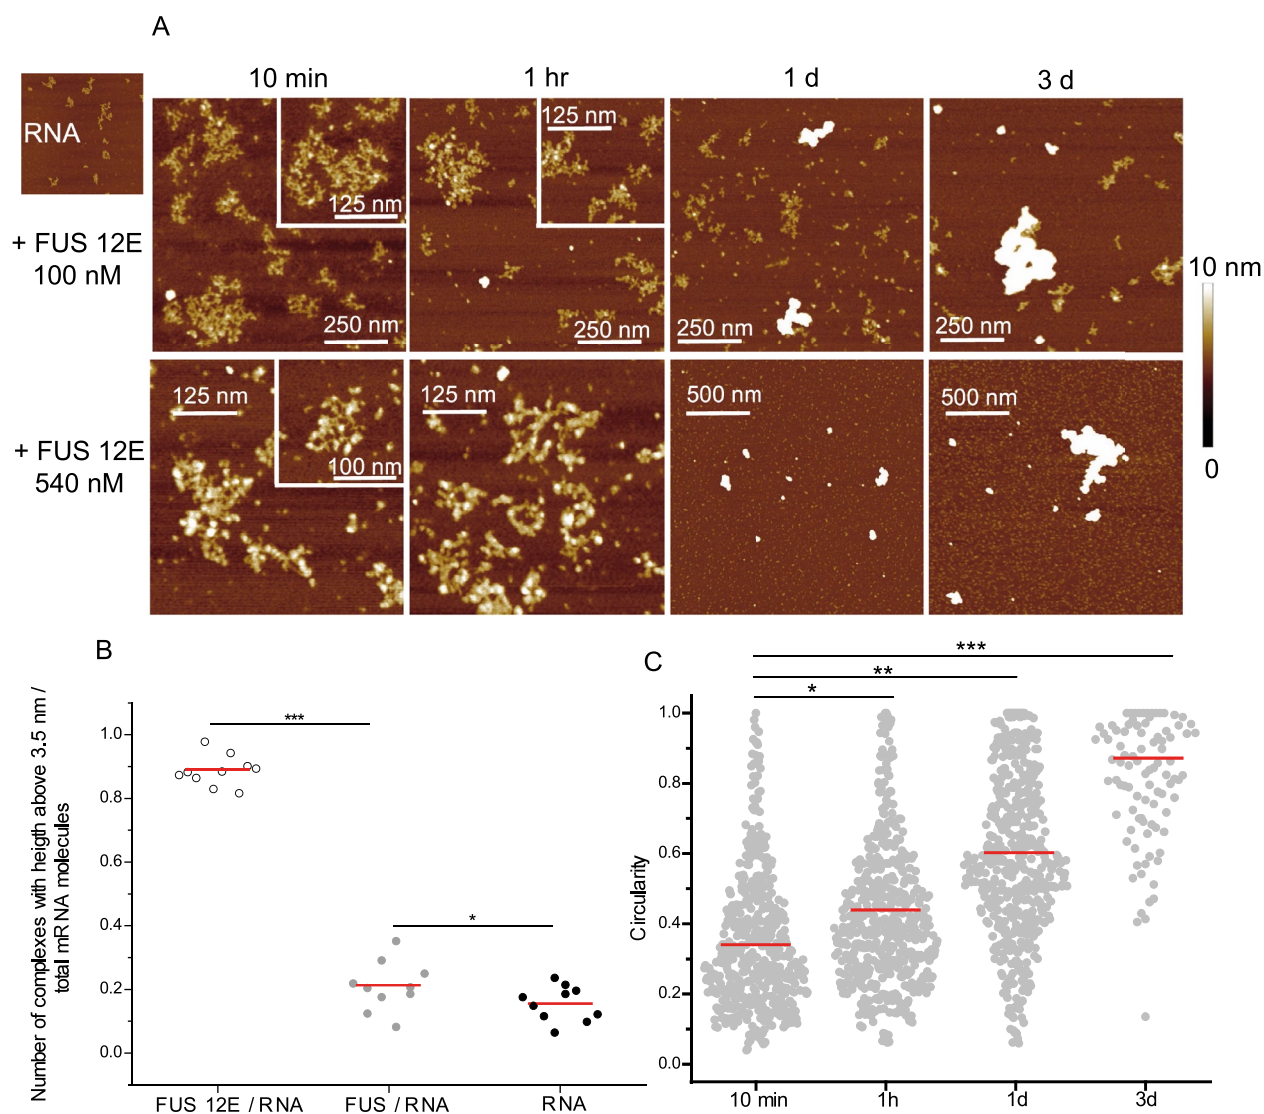 A
10 min
1 hr
1 d
3 d
RNA
+ FUS 12E
100 nM
125 nm
250 nm
125 nm
250 nm
250 nm
250 nm
10 nm
0
+ FUS 12E
540 nM
125 nm
100 nm
125 nm
500 nm
500 nm
B
Number of complexes with heigth above 3.5 nm /
total mRNA molecules
1.0
0.8
0.6
0.4
0.2
0.0
***
*
FUS 12E / RNA
FUS / RNA
RNA
C
***
**
*
Circularity
1.0
0.8
0.6
0.4
0.2
0.0
10 min
1h
1d
3d